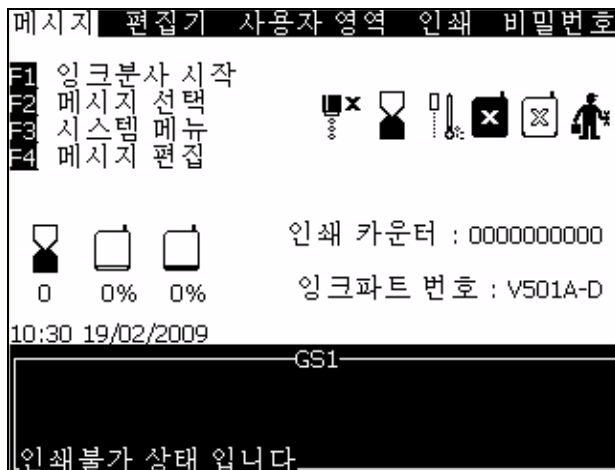 메시지 편집기 사용자 영역 인쇄 비밀번호
F1 잉크분사 시작
F2 메시지 선택
F3 시스템 메뉴
F4 메시지 편집
인쇄 카운터 : 0000000000
0 0% 0% 잉크파트 번호 : V501A-D
10:30 19/02/2009
GS1
인쇄불가 상태 입니다